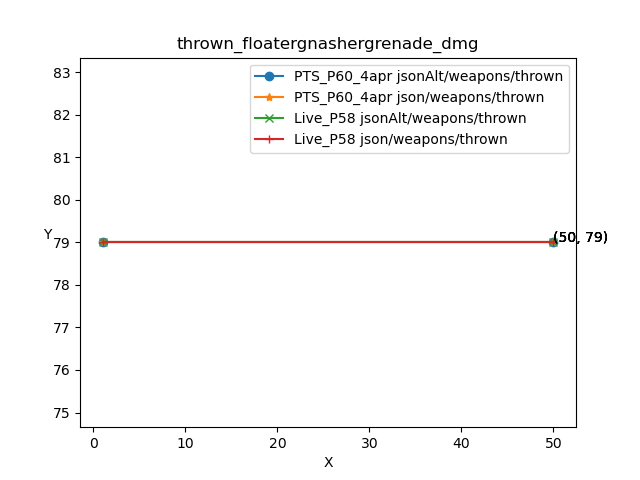 thrown_floatergnashergrenade_dmg
PTS_P60_4apr jsonAlt/weapons/thrown
PTS_P60_4apr json/weapons/thrown
Live_P58 jsonAlt/weapons/thrown
Live_P58 json/weapons/thrown
83
82
81
80
79
78
77
76
75
Y
(50, 79)
0
10
20
30
40
50
X